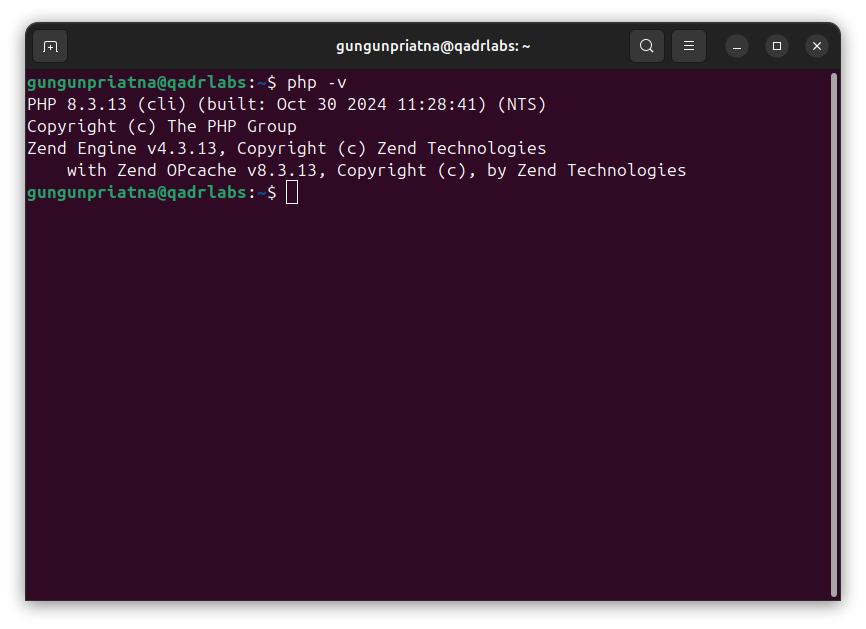 gungunpriatna@qadrlabs: ~
gungunpriatna@qadrlabs:~$ php -v
PHP 8.3.13 (cli) (built: Oct 30 2024 11:28:41) (NTS)
Copyright (c) The PHP Group
Zend Engine v4.3.13, Copyright (c) Zend Technologies
    with Zend OPcache v8.3.13, Copyright (c), by Zend Technologies
gungunpriatna@qadrlabs:~$